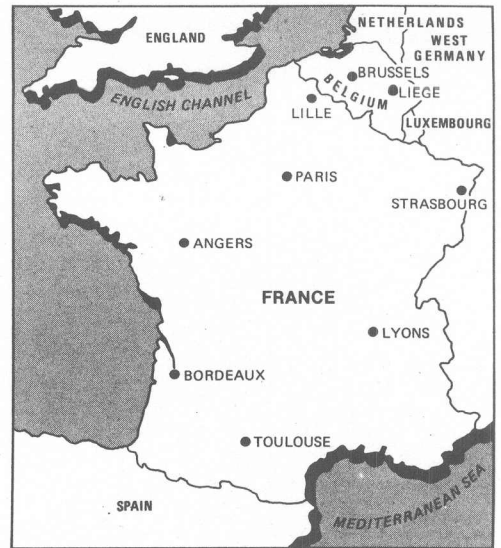 NETHERLANDS
ENGLAND
WEST
GERMANY
BRUSSELS
BELGIUM
LIEGE
ENGLISH CHANNEL
LILLE
LUXEMBOURG
PARIS
STRASBOURG
ANGERS
FRANCE
LYONS
BORDEAUX
TOULOUSE
SPAIN
MEDITERRANEAN SEA